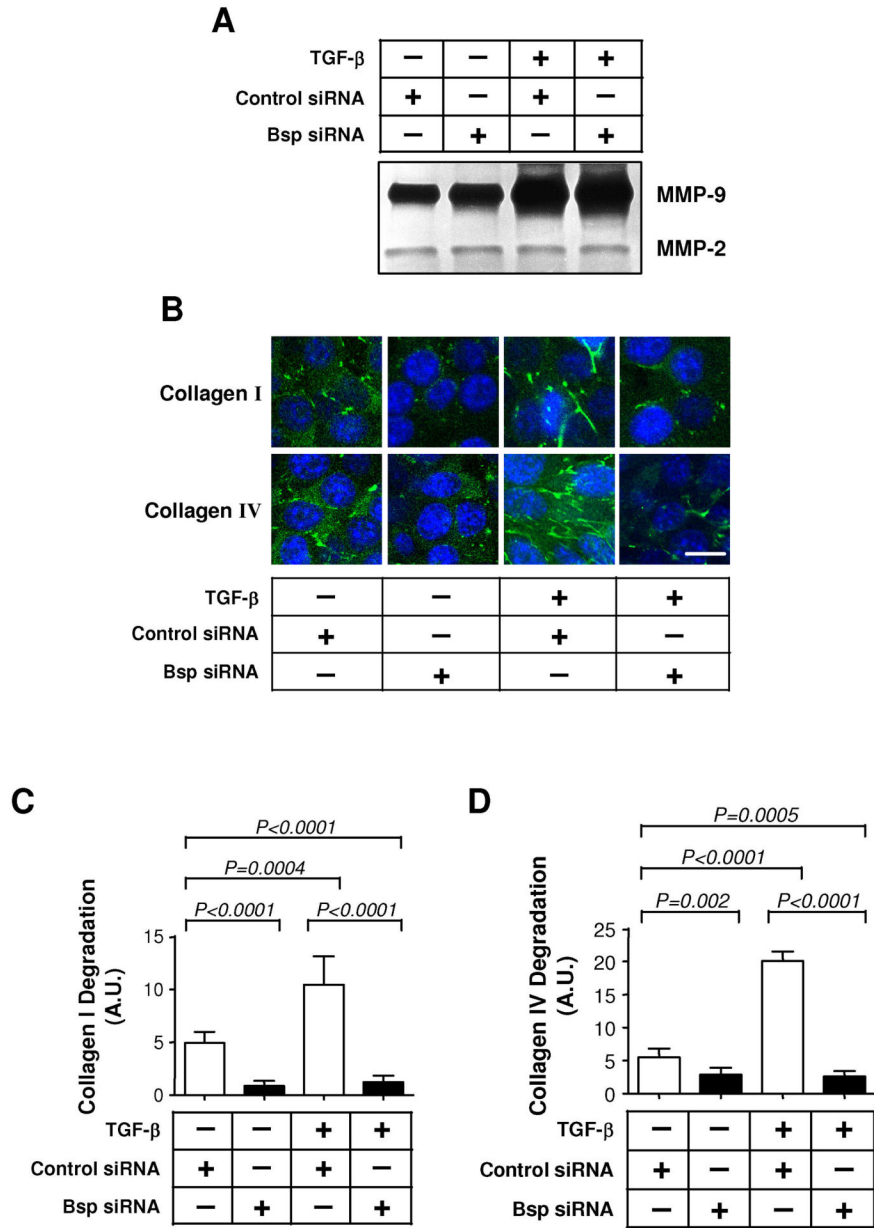 A
TGF-β − − + +
Control siRNA + − + −
Bsp siRNA − + − +
MMP-9
MMP-2
B
Collagen I
Collagen IV
TGF-β − − + +
Control siRNA + − + −
Bsp siRNA − + − +
C
P<0.0001
P=0.0004
P<0.0001 P<0.0001
Collagen I Degradation
(A.U.)
15
10
5
0
TGF-β − − + +
Control siRNA + − + −
Bsp siRNA − + − +
D
P=0.0005
P<0.0001
P=0.002 P<0.0001
Collagen IV Degradation
(A.U.)
25
20
15
10
5
0
TGF-β − − + +
Control siRNA + − + −
Bsp siRNA − + − +